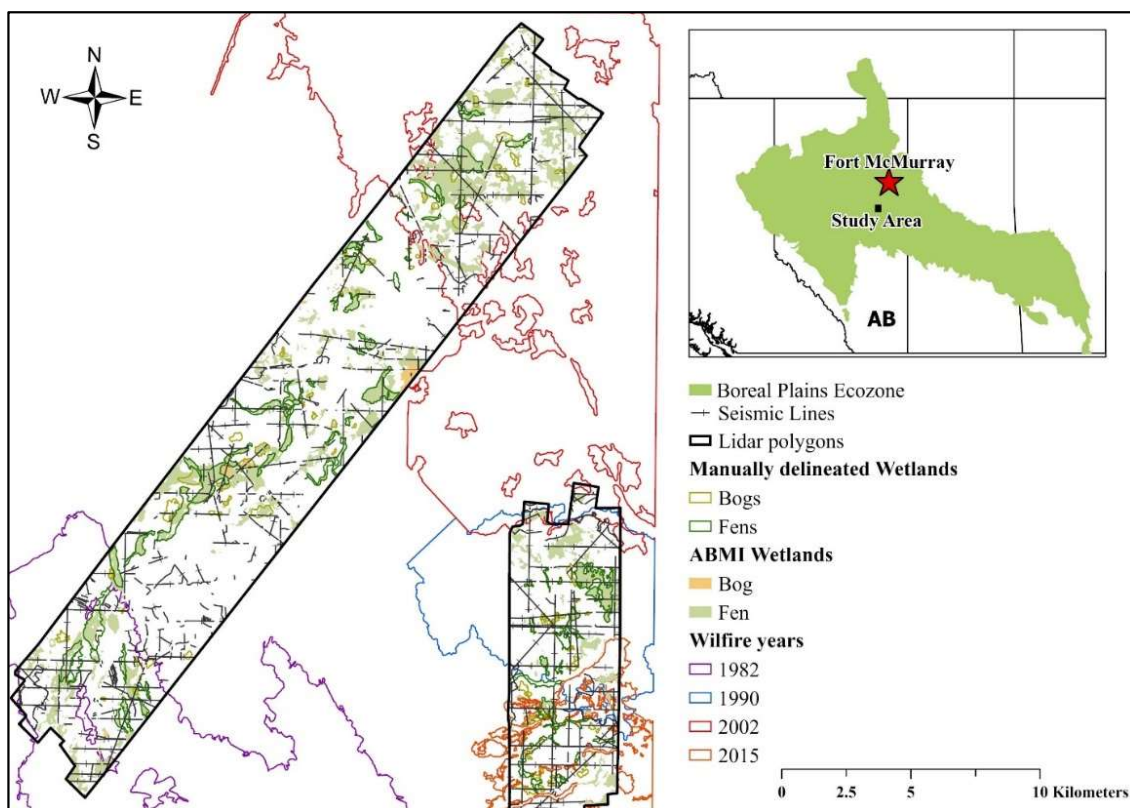 N
W E
S
Fort McMurray
Study Area
AB
Boreal Plains Ecozone
Seismic Lines
Lidar polygons
Manually delineated Wetlands
Bogs
Fens
ABMI Wetlands
Bog
Fen
Wilfire years
1982
1990
2002
2015
0 2.5 5 10 Kilometers